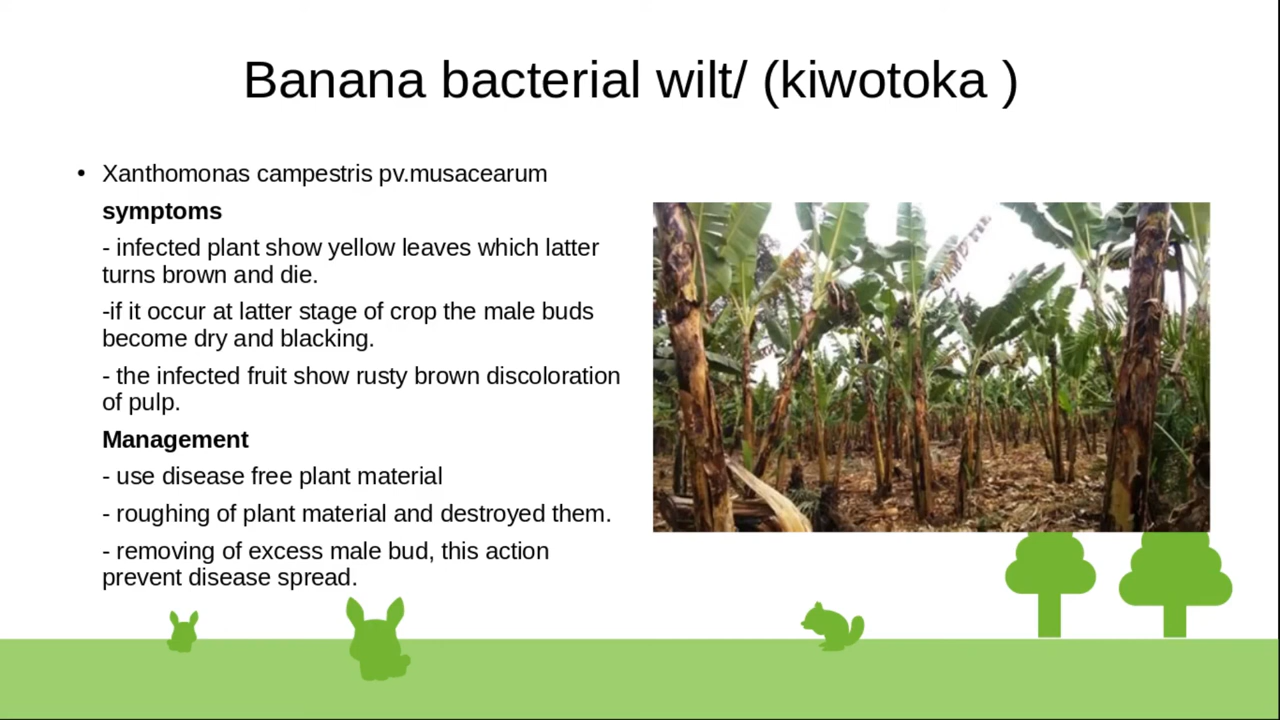 Banana bacterial wilt/ (kiwotoka )
• Xanthomonas campestris pv.musacearum
symptoms
- infected plant show yellow leaves which latter
turns brown and die.
-if it occur at latter stage of crop the male buds
become dry and blacking.
- the infected fruit show rusty brown discoloration
of pulp.
Management
- use disease free plant material
- roughing of plant material and destroyed them.
- removing of excess male bud, this action
prevent disease spread.